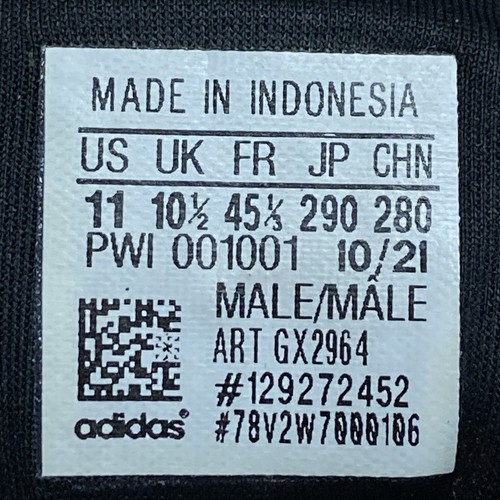 MADE IN INDONESIA
US UK FR JP CHN
11 10½ 45⅓ 290 280
PWI 001001 10/21
MALE/MÂLE
ART GX2964
#129272452
adidas® #78V2W7000106